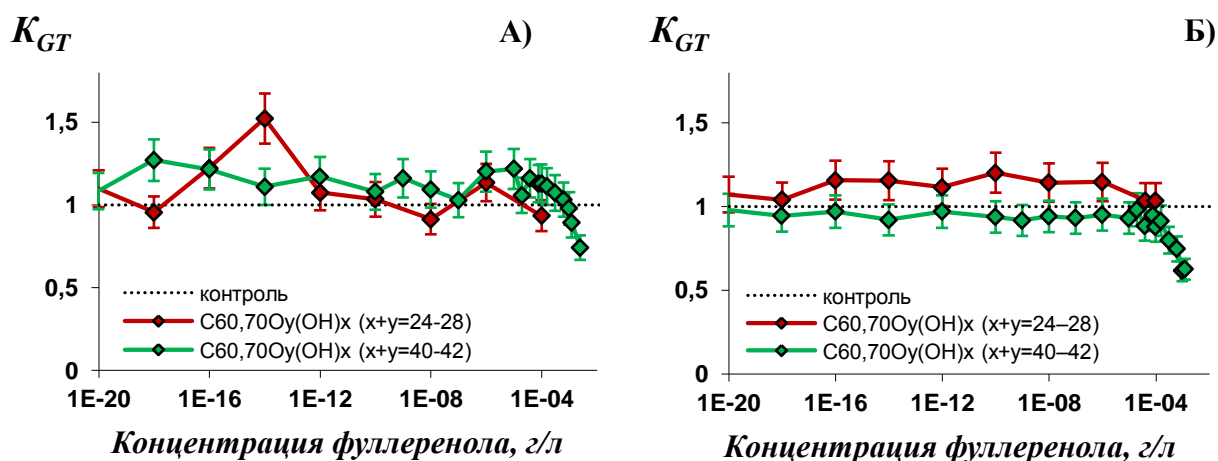 K_GT
А)
1,5
1
0,5
0
контроль
C60,70Oy(OH)x (x+y=24-28)
C60,70Oy(OH)x (x+y=40-42)
1E-20 1E-16 1E-12 1E-08 1E-04
Концентрация фуллеренола, г/л
K_GT
Б)
1,5
1
0,5
0
контроль
C60,70Oy(OH)x (x+y=24–28)
C60,70Oy(OH)x (x+y=40–42)
1E-20 1E-16 1E-12 1E-08 1E-04
Концентрация фуллеренола, г/л